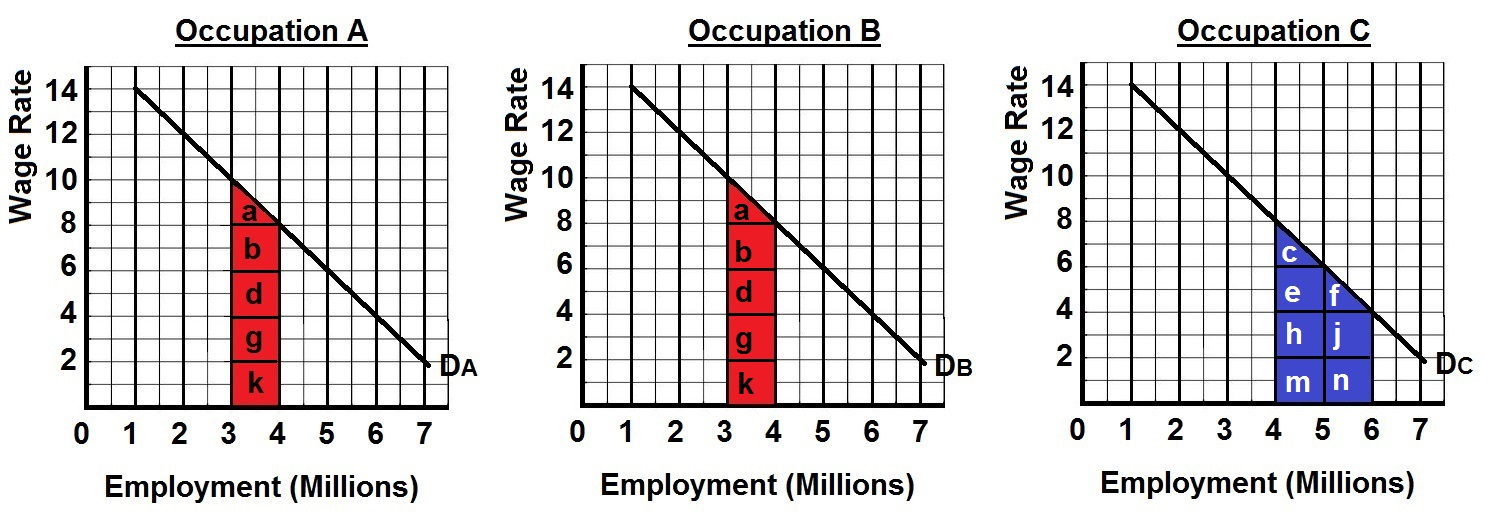 Occupation A
Wage Rate
14
12
10
8
6
4
2
a
b
d
g
k
DA
0 1 2 3 4 5 6 7
Employment (Millions)
Occupation B
Wage Rate
14
12
10
8
6
4
2
a
b
d
g
k
DB
0 1 2 3 4 5 6 7
Employment (Millions)
Occupation C
Wage Rate
14
12
10
8
6
4
2
c
e f
h j
m n
DC
0 1 2 3 4 5 6 7
Employment (Millions)